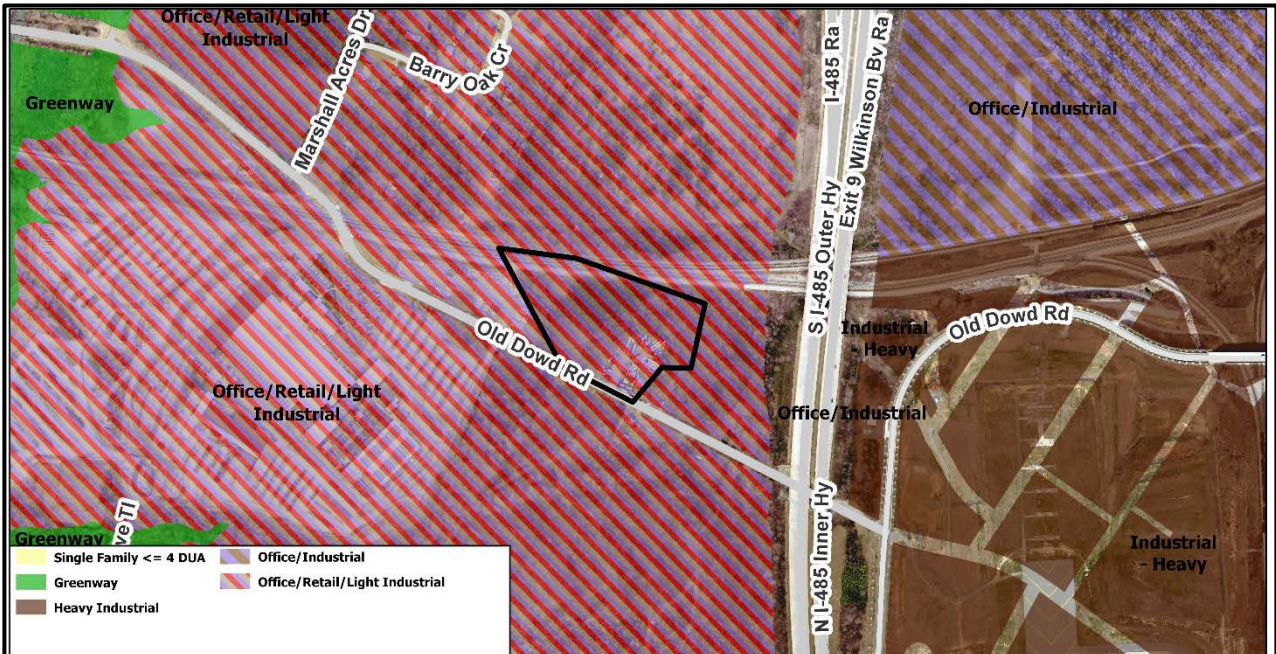 Office/Retail/Light
Industrial
Marshall Acres Dr
Barry Oak Cr
I-485 Ra
Exit 9 Wilkinson Bv Ra
Greenway
Office/Industrial
S I-485 Outer Hy
Old Dowd Rd
Industrial
- Heavy
Old Dowd Rd
Office/Retail/Light
Industrial
Office/Industrial
N I-485 Inner Hy
ve Tl
Greenway
Industrial
- Heavy
Single Family <= 4 DUA
Office/Industrial
Greenway
Office/Retail/Light Industrial
Heavy Industrial